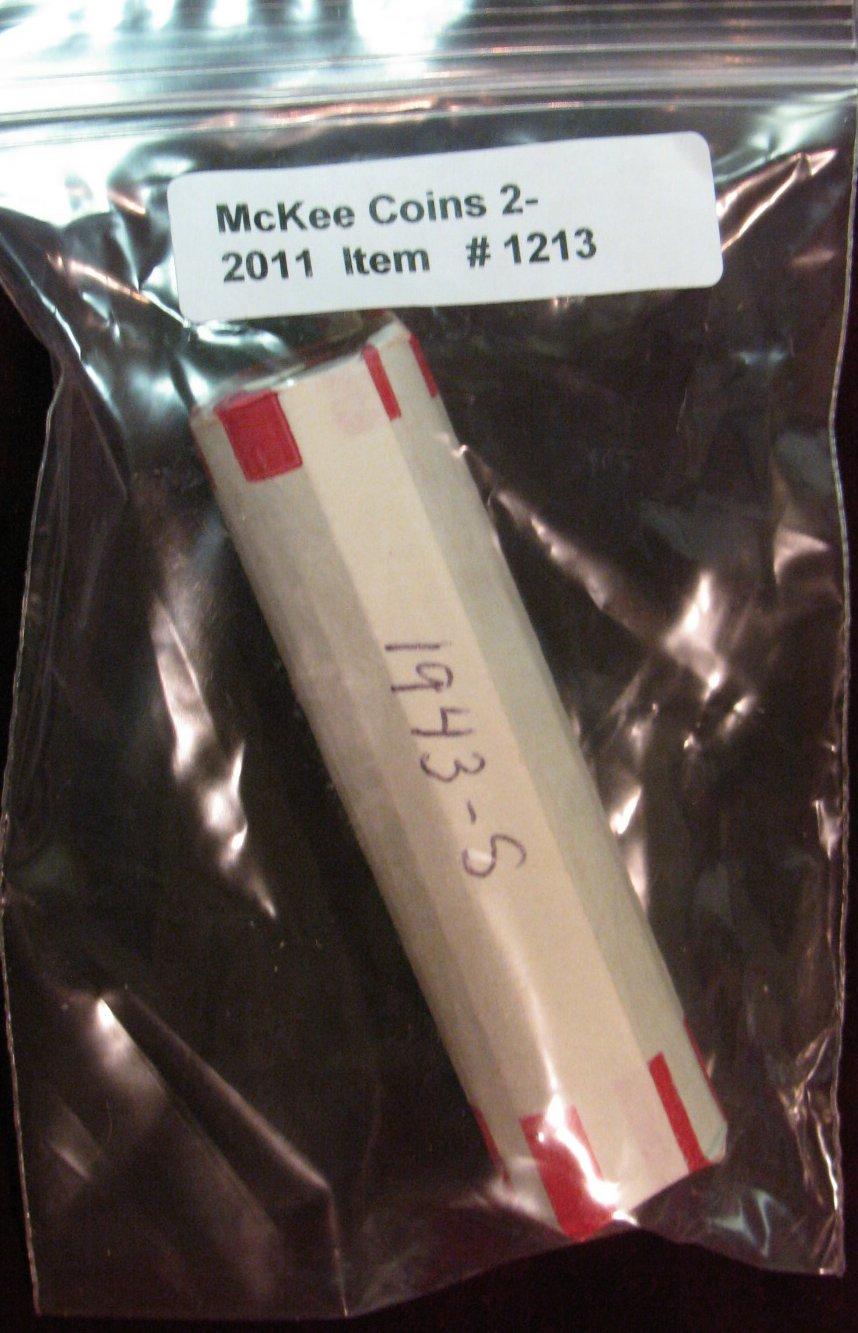 McKee Coins 2-
2011 Item # 1213
1943-S